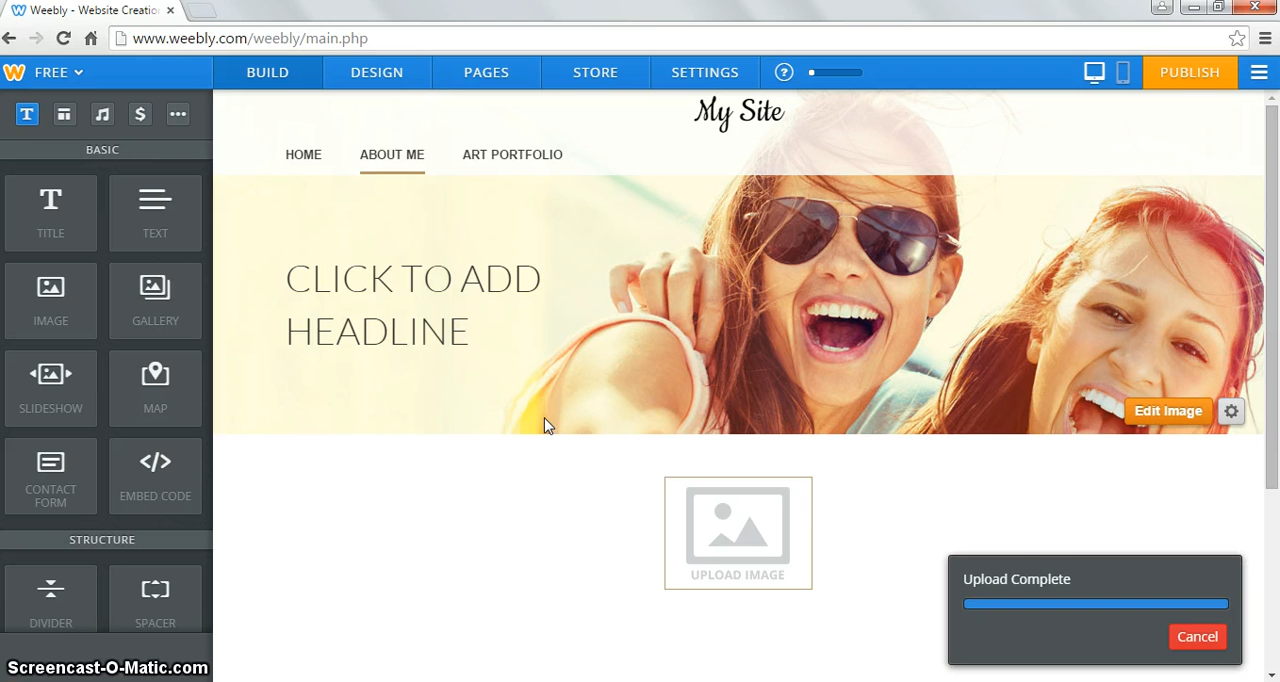 Weebly - Website Creatio
www.weebly.com/weebly/main.php
FREE
BUILD
DESIGN
PAGES
STORE
SETTINGS
?
PUBLISH
T
$
BASIC
T
TITLE
TEXT
IMAGE
GALLERY
SLIDESHOW
MAP
CONTACT
FORM
</>
EMBED CODE
STRUCTURE
DIVIDER
SPACER
My Site
HOME
ABOUT ME
ART PORTFOLIO
CLICK TO ADD
HEADLINE
Edit Image
UPLOAD IMAGE
Upload Complete
Cancel
Screencast-O-Matic.com